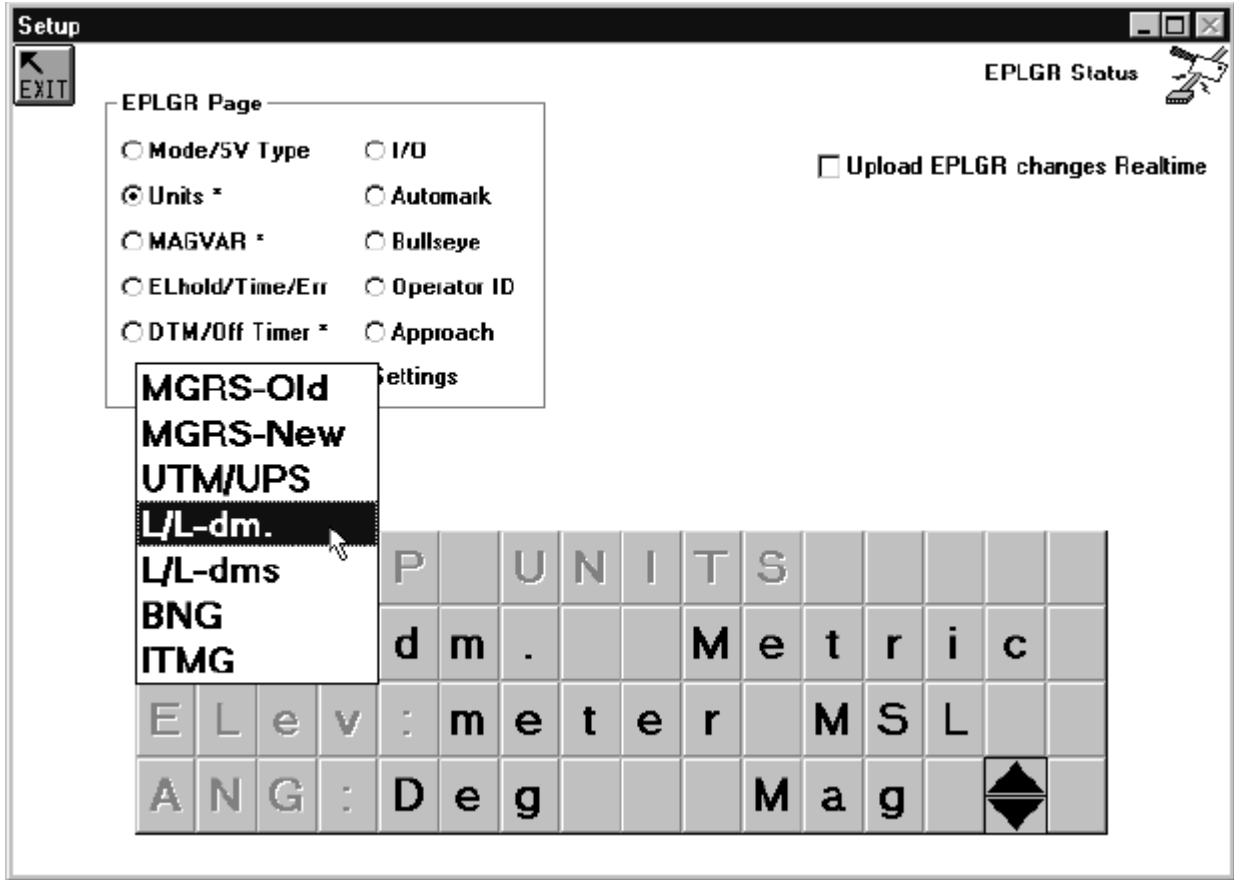 Setup
EXIT
EPLGR Status
EPLGR Page
Mode/SV Type
I/O
Upload EPLGR changes Realtime
Units *
Automark
MAGVAR *
Bullseye
ELhold/Time/Err
Operator ID
DTM/Off Timer *
Approach
Settings
MGRS-Old
MGRS-New
UTM/UPS
L/L-dm.
L/L-dms
BNG
ITMG
P UNITS
dm. Metric
ELev:meter MSL
ANG:Deg Mag